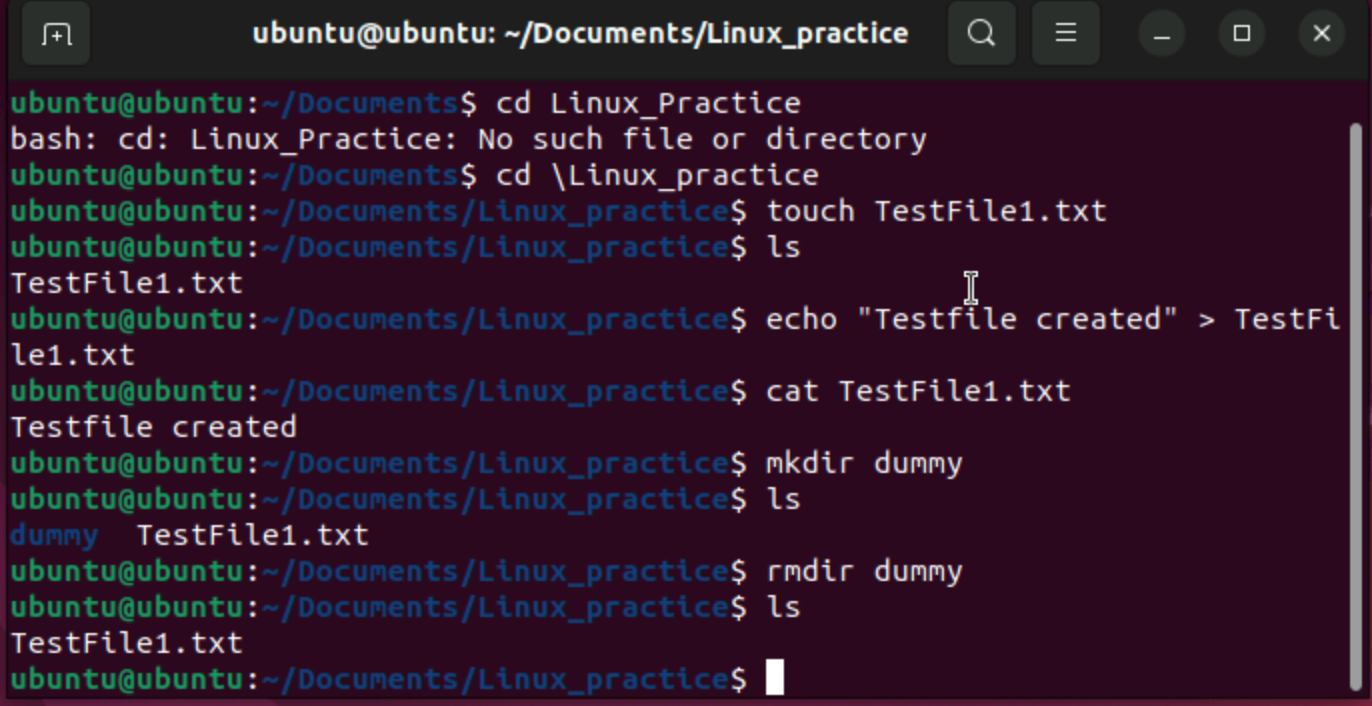 ubuntu@ubuntu: ~/Documents/Linux_practice
ubuntu@ubuntu:~/Documents$ cd Linux_Practice
bash: cd: Linux_Practice: No such file or directory
ubuntu@ubuntu:~/Documents$ cd \Linux_practice
ubuntu@ubuntu:~/Documents/Linux_practice$ touch TestFile1.txt
ubuntu@ubuntu:~/Documents/Linux_practice$ ls
TestFile1.txt
ubuntu@ubuntu:~/Documents/Linux_practice$ echo "Testfile created" > TestFi
le1.txt
ubuntu@ubuntu:~/Documents/Linux_practice$ cat TestFile1.txt
Testfile created
ubuntu@ubuntu:~/Documents/Linux_practice$ mkdir dummy
ubuntu@ubuntu:~/Documents/Linux_practice$ ls
dummy  TestFile1.txt
ubuntu@ubuntu:~/Documents/Linux_practice$ rmdir dummy
ubuntu@ubuntu:~/Documents/Linux_practice$ ls
TestFile1.txt
ubuntu@ubuntu:~/Documents/Linux_practice$